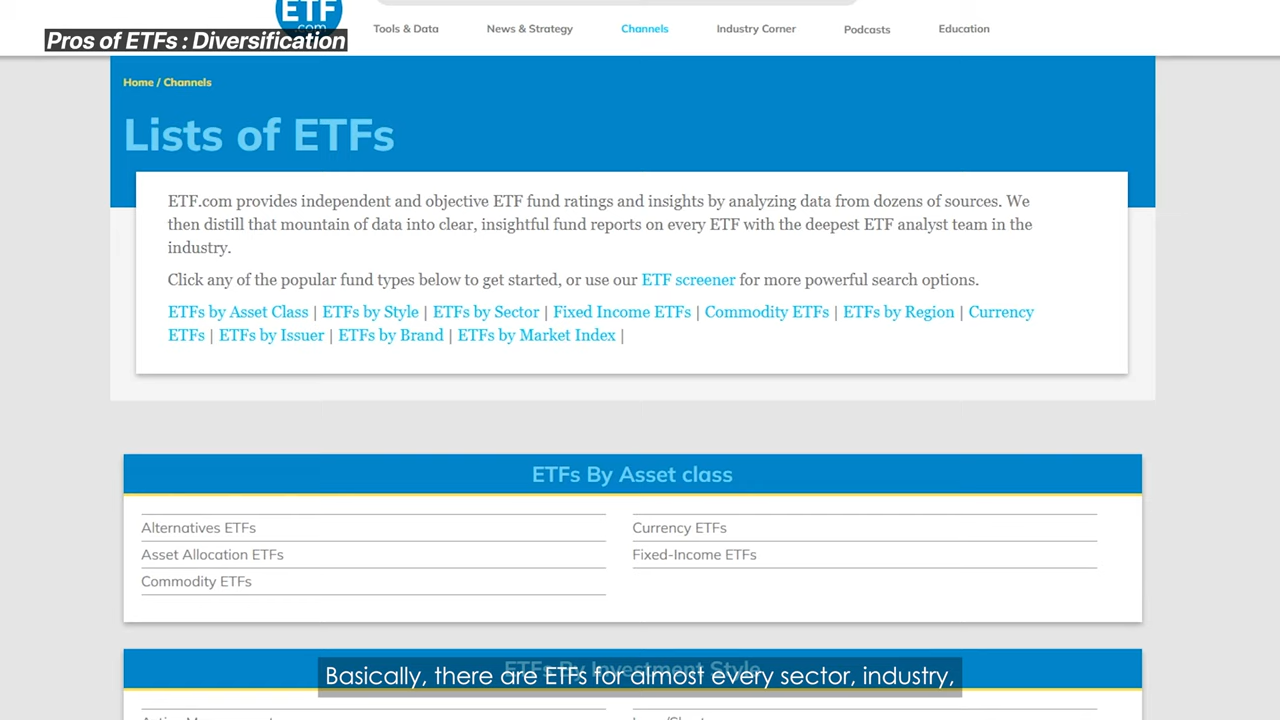 ETF
.com
Tools & Data
News & Strategy
Channels
Industry Corner
Podcasts
Education
Pros of ETFs : Diversification
Home / Channels
Lists of ETFs
ETF.com provides independent and objective ETF fund ratings and insights by analyzing data from dozens of sources. We
then distill that mountain of data into clear, insightful fund reports on every ETF with the deepest ETF analyst team in the
industry.
Click any of the popular fund types below to get started, or use our ETF screener for more powerful search options.
ETFs by Asset Class | ETFs by Style | ETFs by Sector | Fixed Income ETFs | Commodity ETFs | ETFs by Region | Currency
ETFs | ETFs by Issuer | ETFs by Brand | ETFs by Market Index |
ETFs By Asset class
Alternatives ETFs
Currency ETFs
Asset Allocation ETFs
Fixed-Income ETFs
Commodity ETFs
ETFs By Investment Style
Basically, there are ETFs for almost every sector, industry,